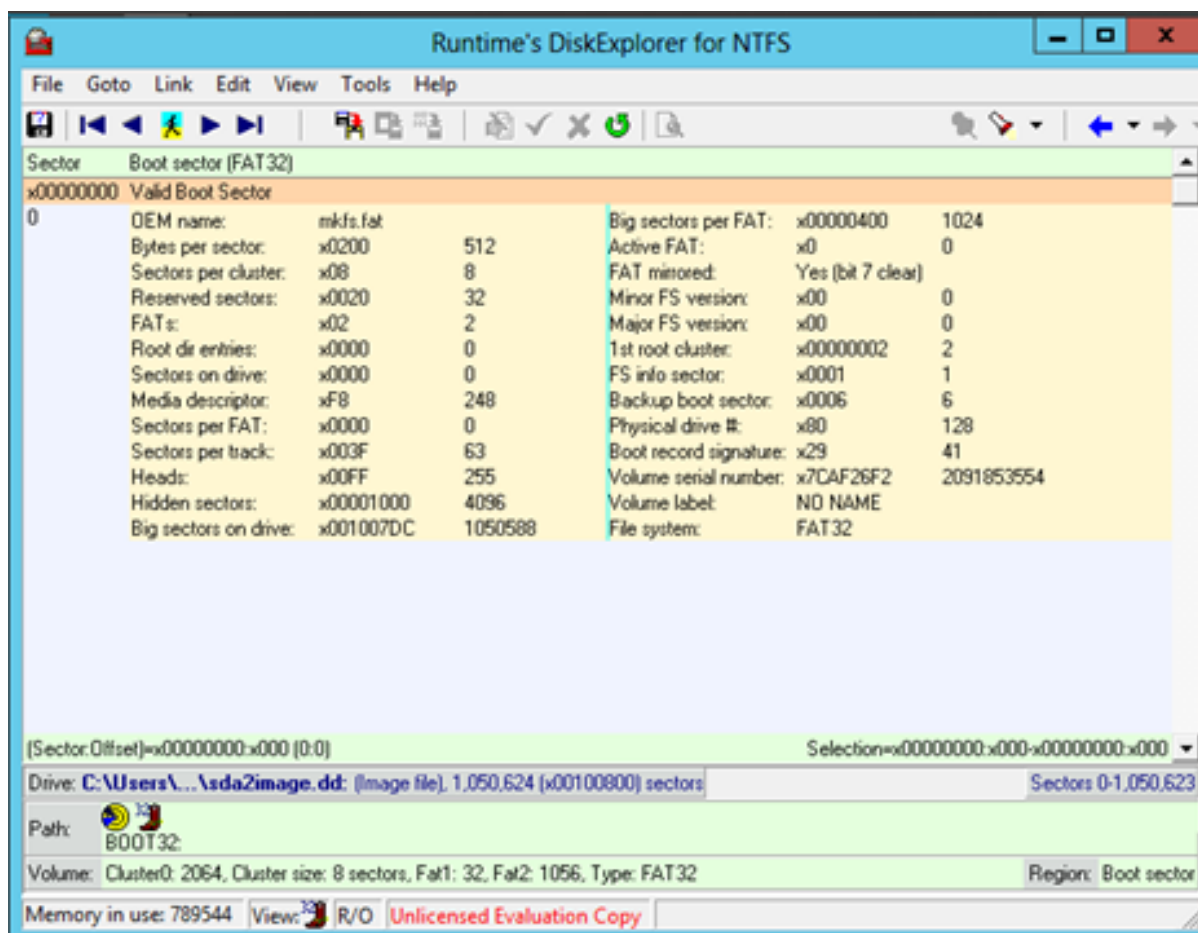 Runtime's DiskExplorer for NTFS
File Goto Link Edit View Tools Help
Sector Boot sector (FAT32)
x00000000 Valid Boot Sector
0 OEM name: mkfs.fat Big sectors per FAT: x00000400 1024
Bytes per sector: x0200 512 Active FAT: x0 0
Sectors per cluster: x08 8 FAT mirrored: Yes (bit 7 clear)
Reserved sectors: x0020 32 Minor FS version: x00 0
FATs: x02 2 Major FS version: x00 0
Root dir entries: x0000 0 1st root cluster: x00000002 2
Sectors on drive: x0000 0 FS info sector: x0001 1
Media descriptor: xF8 248 Backup boot sector: x0006 6
Sectors per FAT: x0000 0 Physical drive #: x80 128
Sectors per track: x003F 63 Boot record signature: x29 41
Heads: x00FF 255 Volume serial number: x7CAF26F2 2091853554
Hidden sectors: x00001000 4096 Volume label: NO NAME
Big sectors on drive: x001007DC 1050588 File system: FAT32
(Sector:Offset)=x00000000:x000 (0:0) Selection=x00000000:x000-x00000000:x000
Drive: C:\Users\...\sda2image.dd: (Image file), 1,050,624 (x00100800) sectors Sectors 0-1,050,623
Path: BOOT32:
Volume: Cluster0: 2064, Cluster size: 8 sectors, Fat1: 32, Fat2: 1056, Type: FAT32 Region: Boot sector
Memory in use: 789544 View: 32 R/O Unlicensed Evaluation Copy